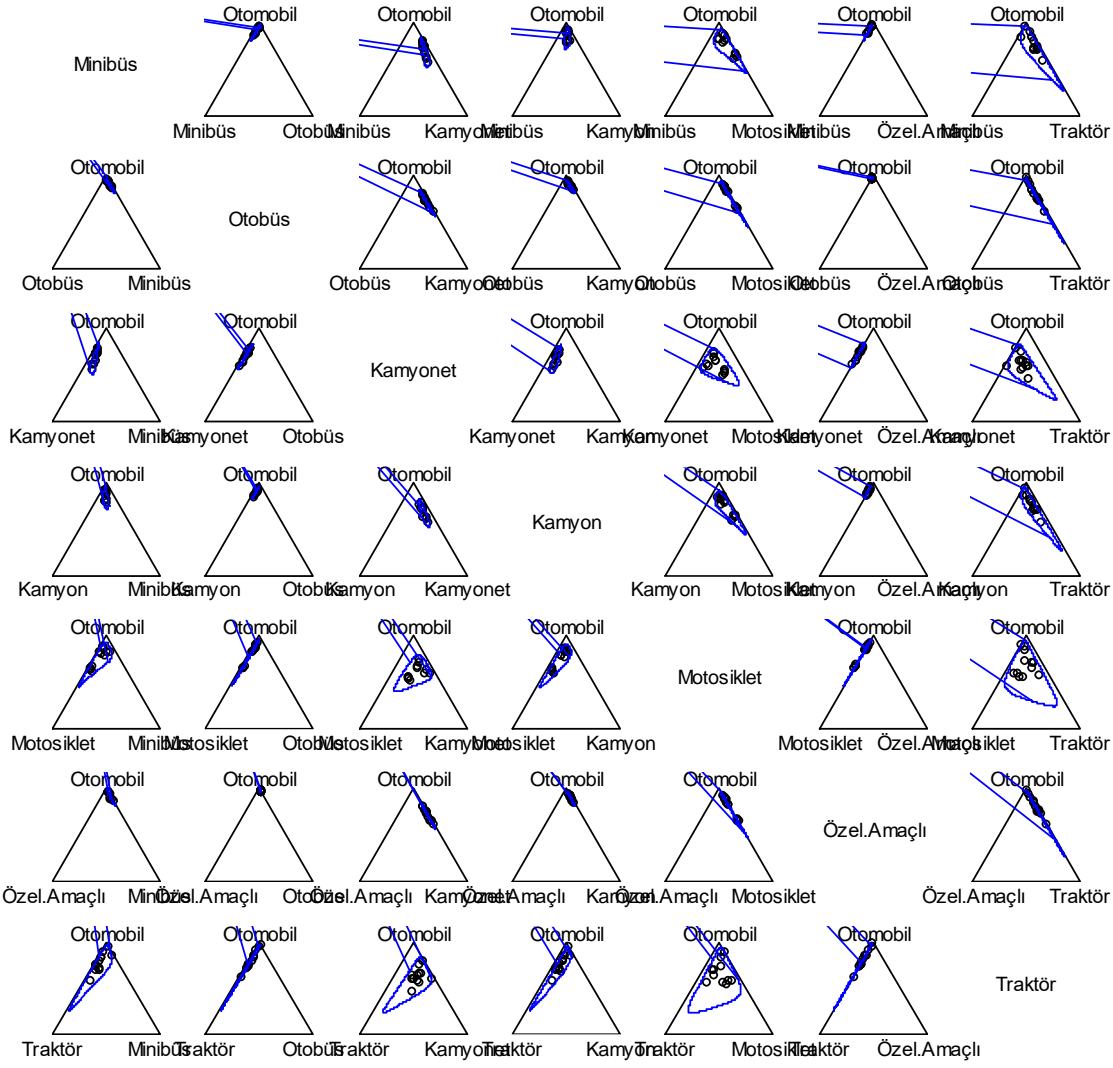 Otomobil Otomobil Otomobil Otomobil Otomobil Otomobil
Minibüs
Minibüs Otobüs Minibüs Kamyonet Minibüs Kamyon Minibüs Motosiklet Minibüs Özel.Amaçlı Minibüs Traktör
Otomobil Otomobil Otomobil Otomobil Otomobil Otomobil
Otobüs
Otobüs Minibüs Otobüs Kamyonet Otobüs Kamyon Otobüs Motosiklet Otobüs Özel.Amaçlı Otobüs Traktör
Otomobil Otomobil Otomobil Otomobil Otomobil Otomobil
Kamyonet
Kamyonet Minibüs Kamyonet Otobüs Kamyonet Kamyon Kamyonet Motosiklet Kamyonet Özel.Amaçlı Kamyonet Traktör
Otomobil Otomobil Otomobil Otomobil Otomobil Otomobil
Kamyon
Kamyon Minibüs Kamyon Otobüs Kamyon Kamyonet Kamyon Motosiklet Kamyon Özel.Amaçlı Kamyon Traktör
Otomobil Otomobil Otomobil Otomobil Otomobil Otomobil
Motosiklet
Motosiklet Minibüs Motosiklet Otobüs Motosiklet Kamyonet Motosiklet Kamyon Motosiklet Özel.Amaçlı Motosiklet Traktör
Otomobil Otomobil Otomobil Otomobil Otomobil Otomobil
Özel.Amaçlı
Özel.Amaçlı Minibüs Özel.Amaçlı Otobüs Özel.Amaçlı Kamyonet Özel.Amaçlı Kamyon Özel.Amaçlı Motosiklet Özel.Amaçlı Traktör
Otomobil Otomobil Otomobil Otomobil Otomobil Otomobil
Traktör
Traktör Minibüs Traktör Otobüs Traktör Kamyonet Traktör Kamyon Traktör Motosiklet Traktör Özel.Amaçlı